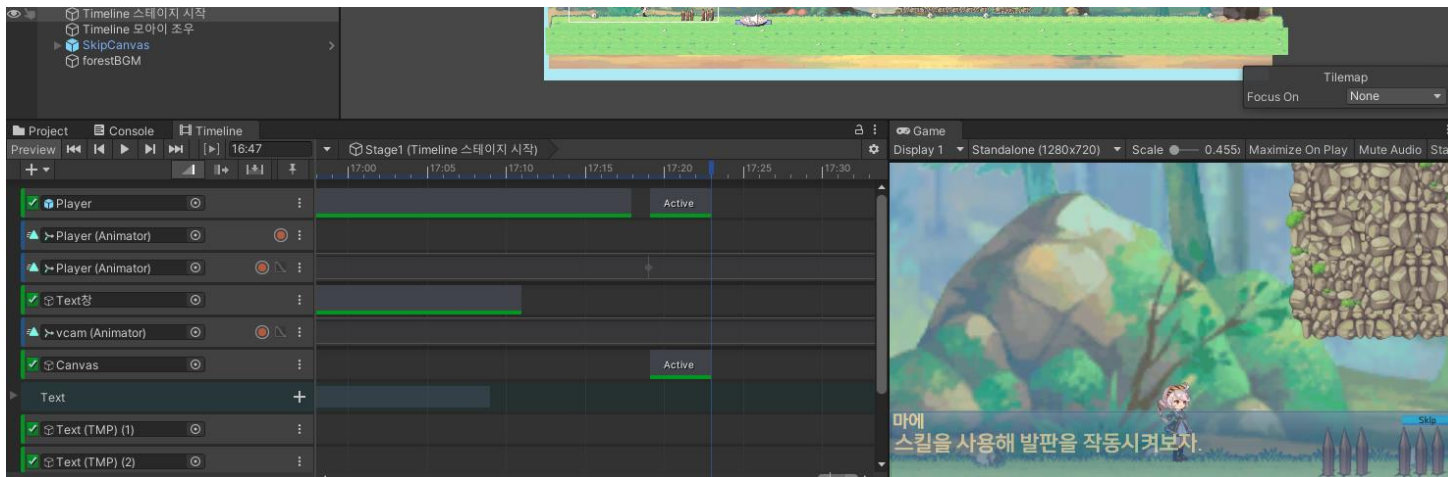 Timeline 스테이지 시작
Timeline 모아이 조우
SkipCanvas
forestBGM
Tilemap
Focus On None
Project Console Timeline
Preview 16:47 Stage1 (Timeline 스테이지 시작)
17:00 17:05 17:10 17:15 17:20 17:25 17:30
Player Active
Player (Animator)
Player (Animator)
Text창
vcam (Animator)
Canvas Active
Text
Text (TMP) (1)
Text (TMP) (2)
Game
Display 1 Standalone (1280x720) Scale 0.455x Maximize On Play Mute Audio Sta
마에
Skip
스킬을 사용해 발판을 작동시켜보자.